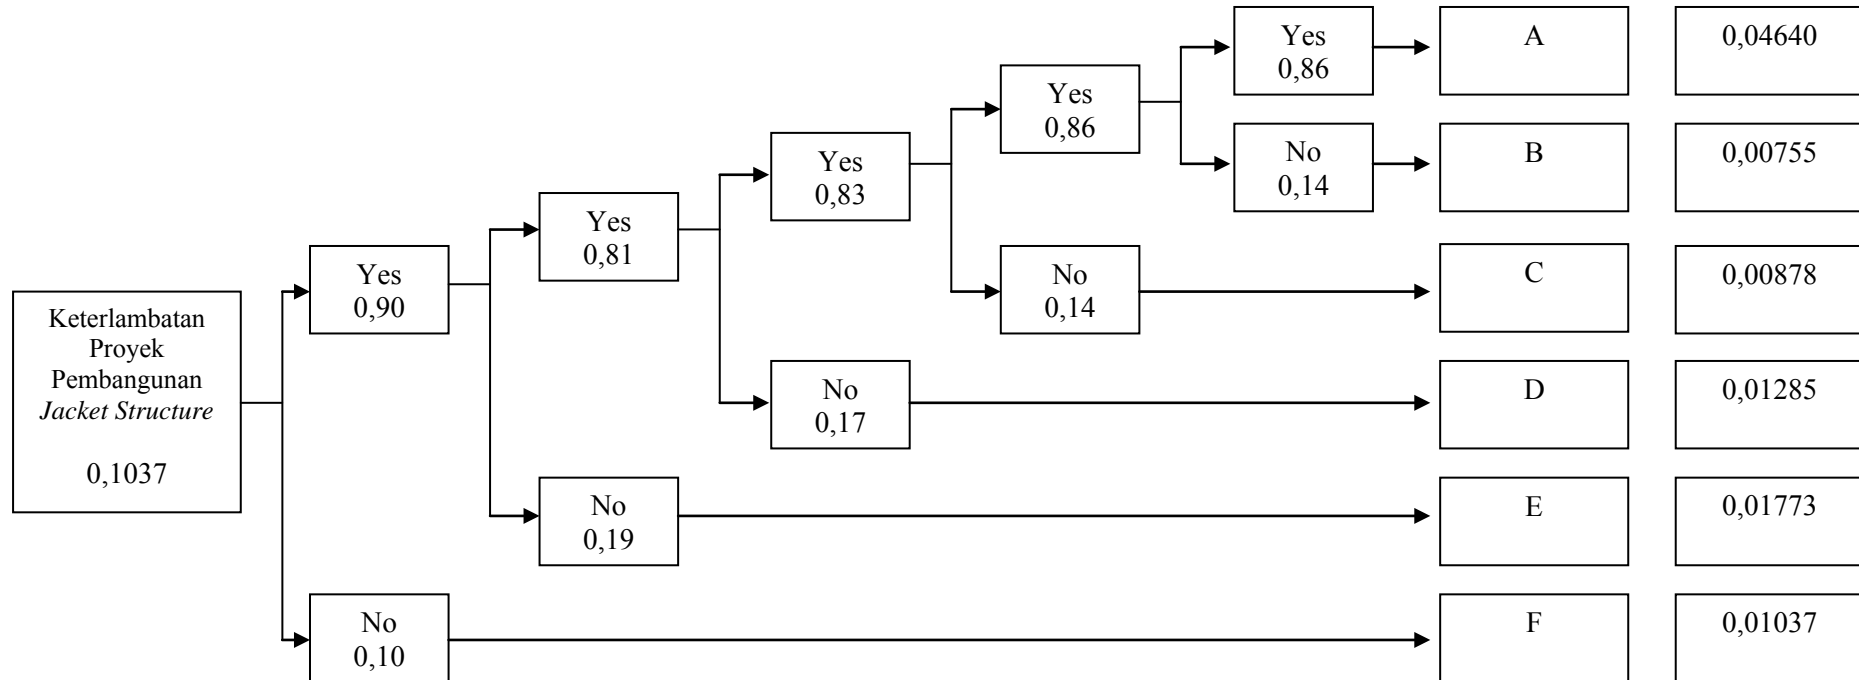 Keterlambatan
Proyek
Pembangunan
Jacket Structure
0,1037
Yes
0,90
No
0,10
Yes
0,81
No
0,19
Yes
0,83
No
0,17
Yes
0,86
No
0,14
Yes
0,86
No
0,14
A
0,04640
B
0,00755
C
0,00878
D
0,01285
E
0,01773
F
0,01037